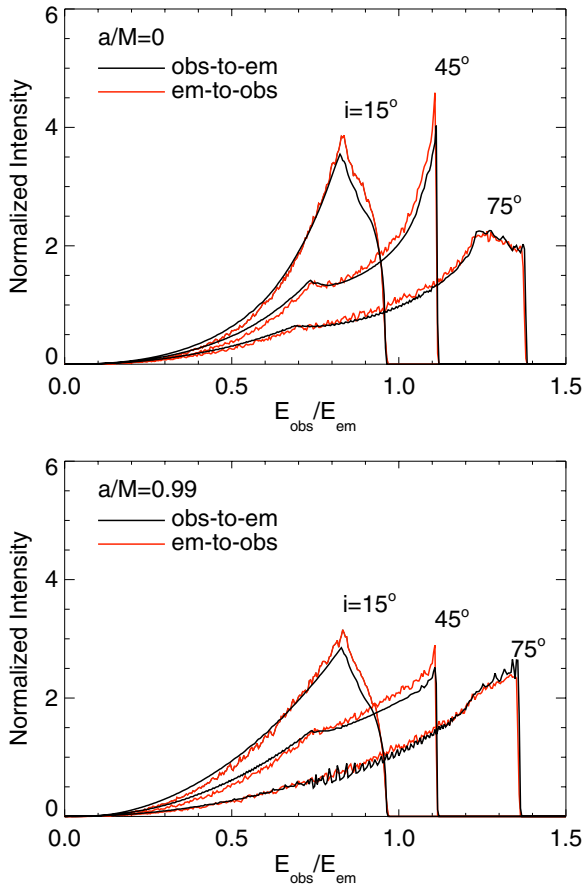 a/M=0
obs-to-em
em-to-obs
i=15°
45°
75°
Normalized Intensity
6
4
2
0
0.0 0.5 1.0 1.5
E_obs/E_em
a/M=0.99
obs-to-em
em-to-obs
i=15°
45°
75°
Normalized Intensity
6
4
2
0
0.0 0.5 1.0 1.5
E_obs/E_em